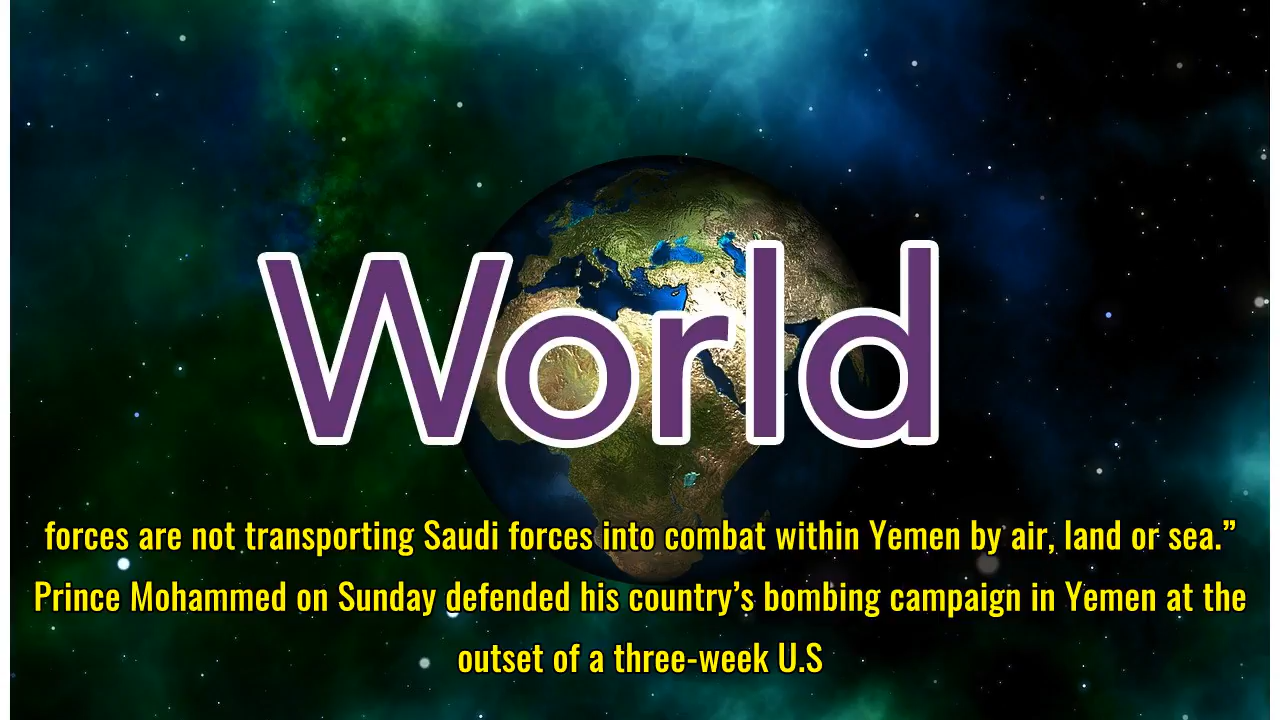 World
forces are not transporting Saudi forces into combat within Yemen by air, land or sea.”
Prince Mohammed on Sunday defended his country’s bombing campaign in Yemen at the
outset of a three-week U.S